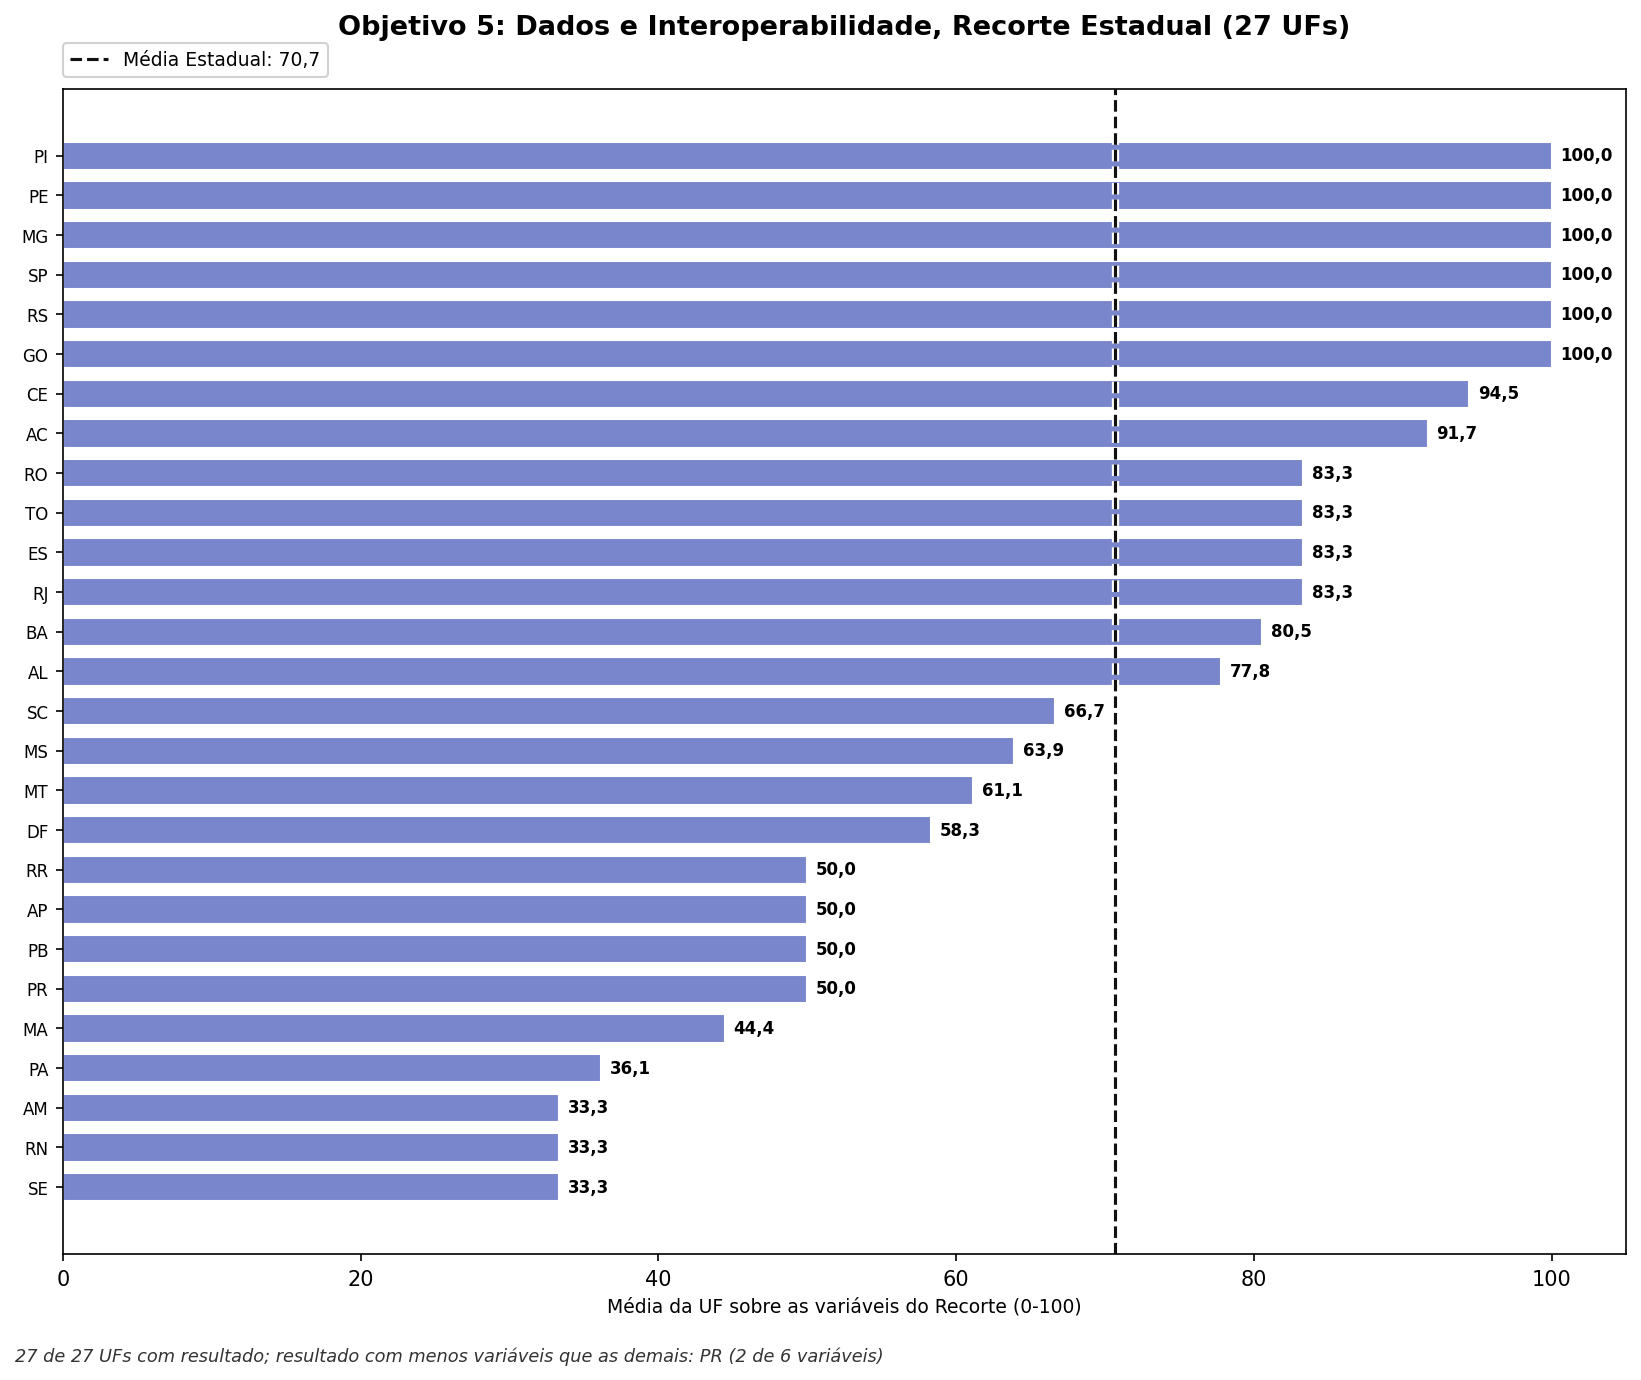 Objetivo 5: Dados e Interoperabilidade, Recorte Estadual (27 UFs)
Média Estadual: 70,7
PI 100,0
PE 100,0
MG 100,0
SP 100,0
RS 100,0
GO 100,0
CE 94,5
AC 91,7
RO 83,3
TO 83,3
ES 83,3
RJ 83,3
BA 80,5
AL 77,8
SC 66,7
MS 63,9
MT 61,1
DF 58,3
RR 50,0
AP 50,0
PB 50,0
PR 50,0
MA 44,4
PA 36,1
AM 33,3
RN 33,3
SE 33,3
0 20 40 60 80 100
Média da UF sobre as variáveis do Recorte (0-100)
27 de 27 UFs com resultado; resultado com menos variáveis que as demais: PR (2 de 6 variáveis)